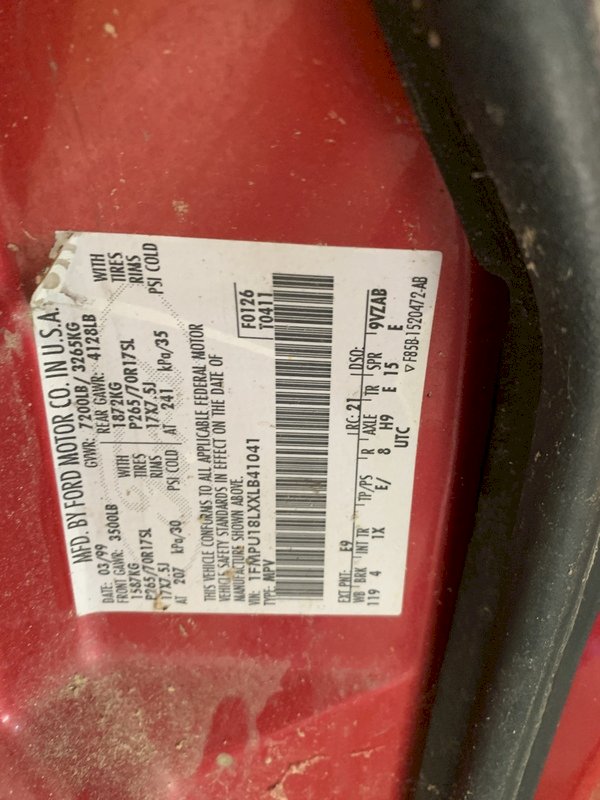 MFD. BY FORD MOTOR CO. IN U.S.A.
DATE: 03/99 GVWR: 7200LB/ 3265KG
FRONT GAWR: 3500LB REAR GAWR: 4128LB
1587KG WITH 1872KG WITH
P265/70R17SL TIRES P265/70R17SL TIRES
17X7.5J RIMS 17X7.5J RIMS
AT 207 kPa/30 PSI COLD AT 241 kPa/35 PSI COLD
THIS VEHICLE CONFORMS TO ALL APPLICABLE FEDERAL MOTOR
VEHICLE SAFETY STANDARDS IN EFFECT ON THE DATE OF
MANUFACTURE SHOWN ABOVE.
VIN: 1FMPU18LXXLB41041
TYPE: MPV
F0126
T0411
EXT PNT: E9 RC: 21 DSO:
WB BRK INT TR TP/PS R AXLE TR SPR 9VZAB
119 4 1X E/ 8 H9 E 15 E
UTC
▽F85B-1520472-AB